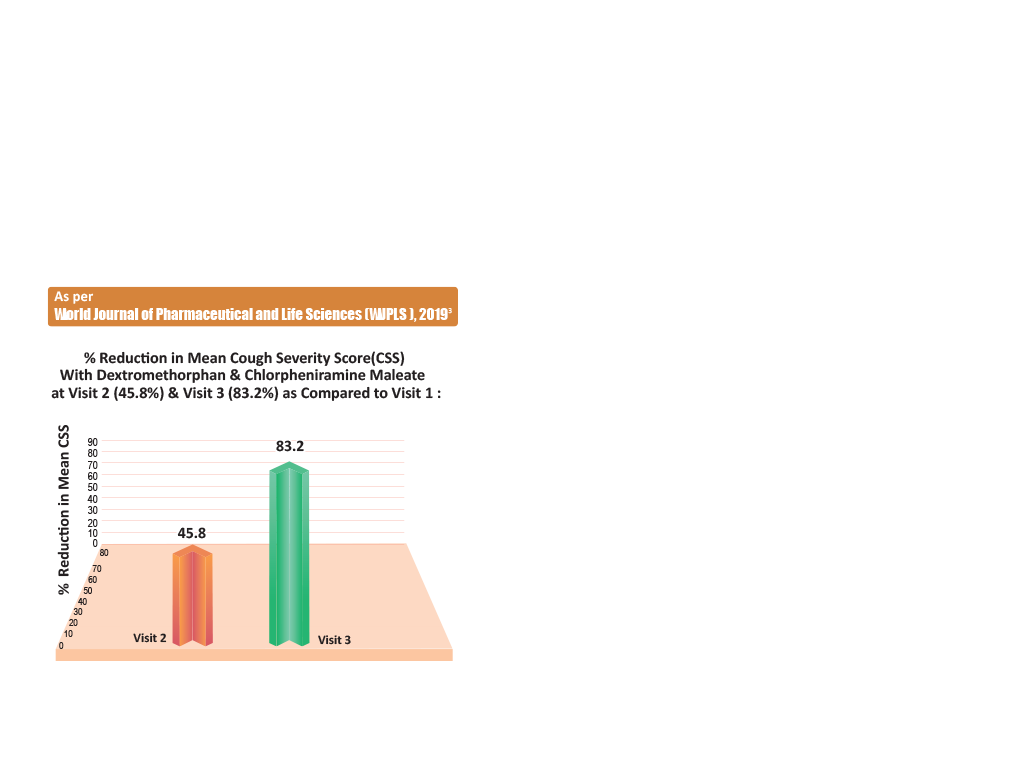 As per
World Journal of Pharmaceutical and Life Sciences (WJPLS ), 2019³
% Reduction in Mean Cough Severity Score(CSS)
With Dextromethorphan & Chlorpheniramine Maleate
at Visit 2 (45.8%) & Visit 3 (83.2%) as Compared to Visit 1 :
% Reduction in Mean CSS
90
80
70
60
50
40
30
20
10
0
80
70
60
50
40
30
20
10
0
83.2
45.8
Visit 2
Visit 3